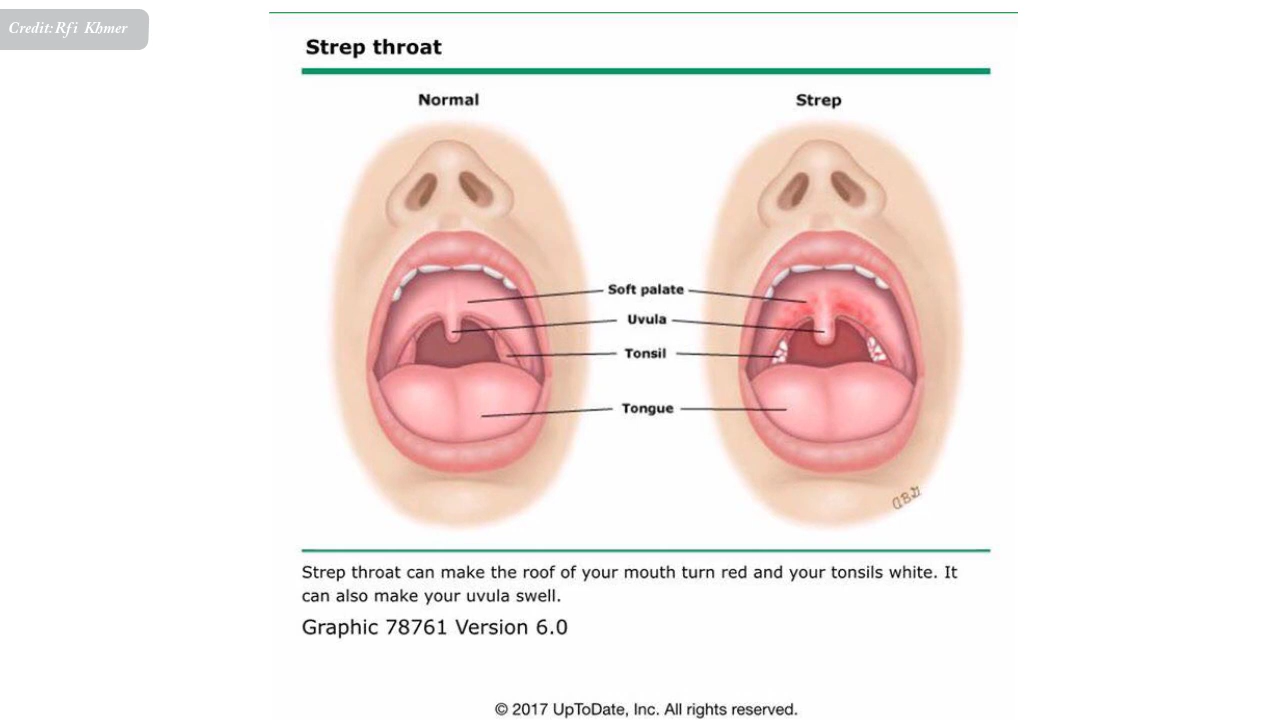 Credit:Rfi Khmer
Strep throat
Normal
Strep
Soft palate
Uvula
Tonsil
Tongue
Strep throat can make the roof of your mouth turn red and your tonsils white. It
can also make your uvula swell.
Graphic 78761 Version 6.0
© 2017 UpToDate, Inc. All rights reserved.